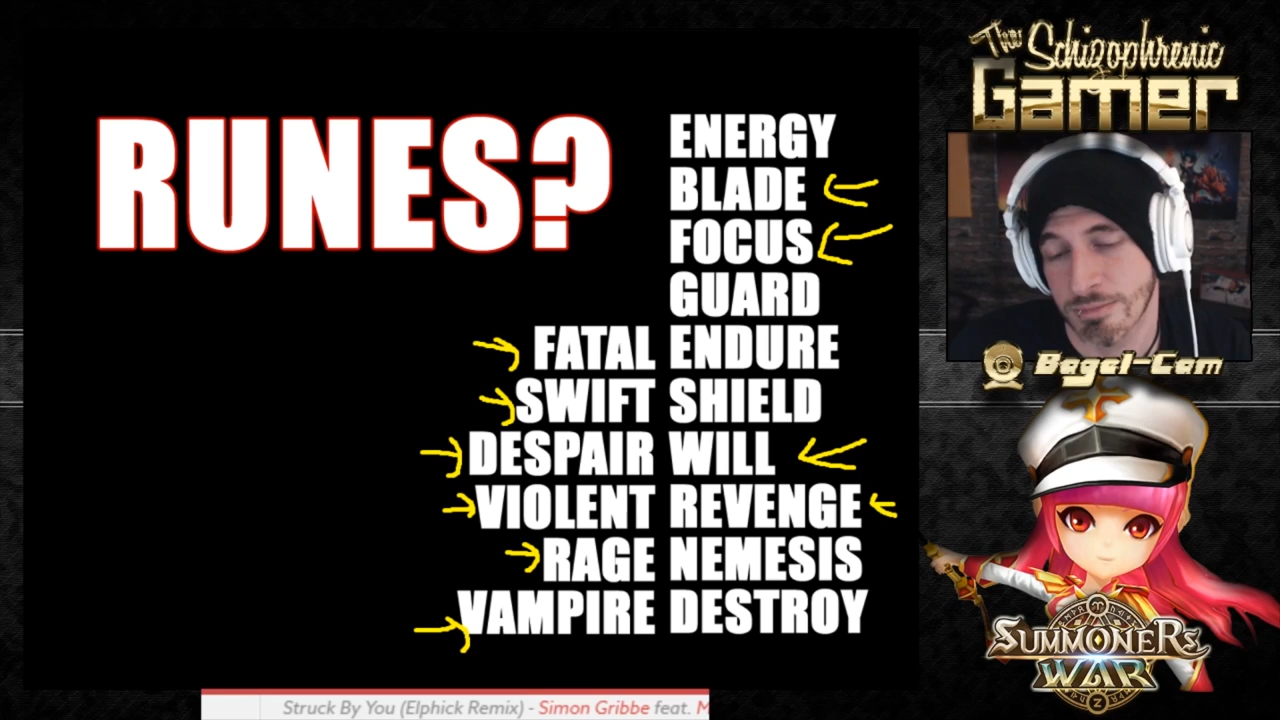 RUNES?
ENERGY
BLADE
FOCUS
GUARD
FATAL ENDURE
SWIFT SHIELD
DESPAIR WILL
VIOLENT REVENGE
RAGE NEMESIS
VAMPIRE DESTROY
The Schizophrenic
Gamer
Bagel-Cam
SUMMONERS
WAR
Struck By You (Elphick Remix) - Simon Gribbe feat. M